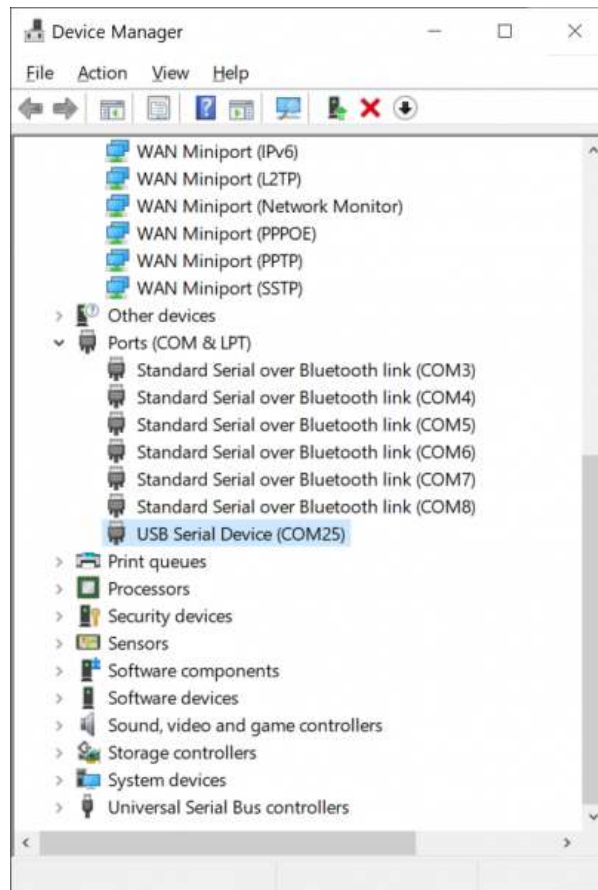 Device Manager
File Action View Help
WAN Miniport (IPv6)
WAN Miniport (L2TP)
WAN Miniport (Network Monitor)
WAN Miniport (PPPOE)
WAN Miniport (PPTP)
WAN Miniport (SSTP)
Other devices
Ports (COM & LPT)
Standard Serial over Bluetooth link (COM3)
Standard Serial over Bluetooth link (COM4)
Standard Serial over Bluetooth link (COM5)
Standard Serial over Bluetooth link (COM6)
Standard Serial over Bluetooth link (COM7)
Standard Serial over Bluetooth link (COM8)
USB Serial Device (COM25)
Print queues
Processors
Security devices
Sensors
Software components
Software devices
Sound, video and game controllers
Storage controllers
System devices
Universal Serial Bus controllers